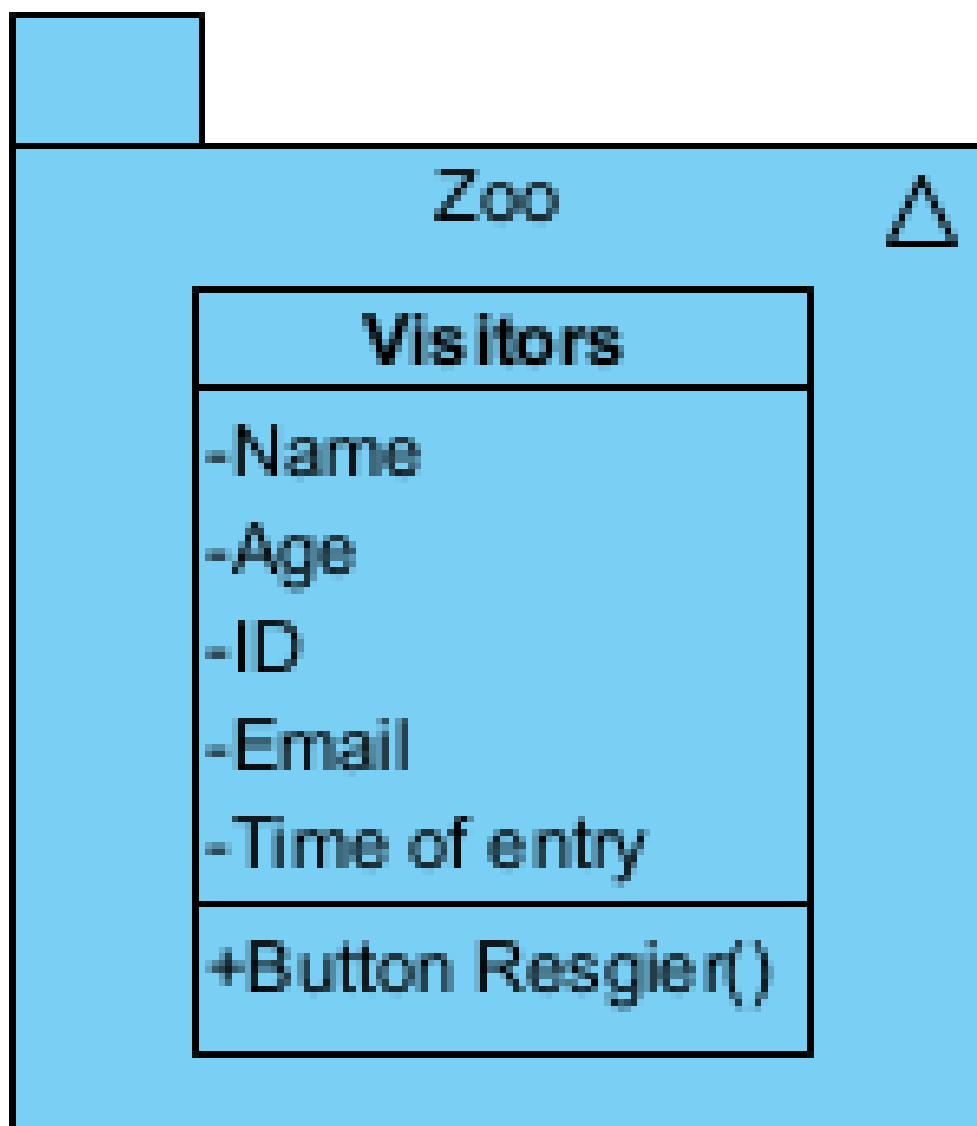 Zoo
Visitors
-Name
-Age
-ID
-Email
-Time of entry
+Button Resgier()